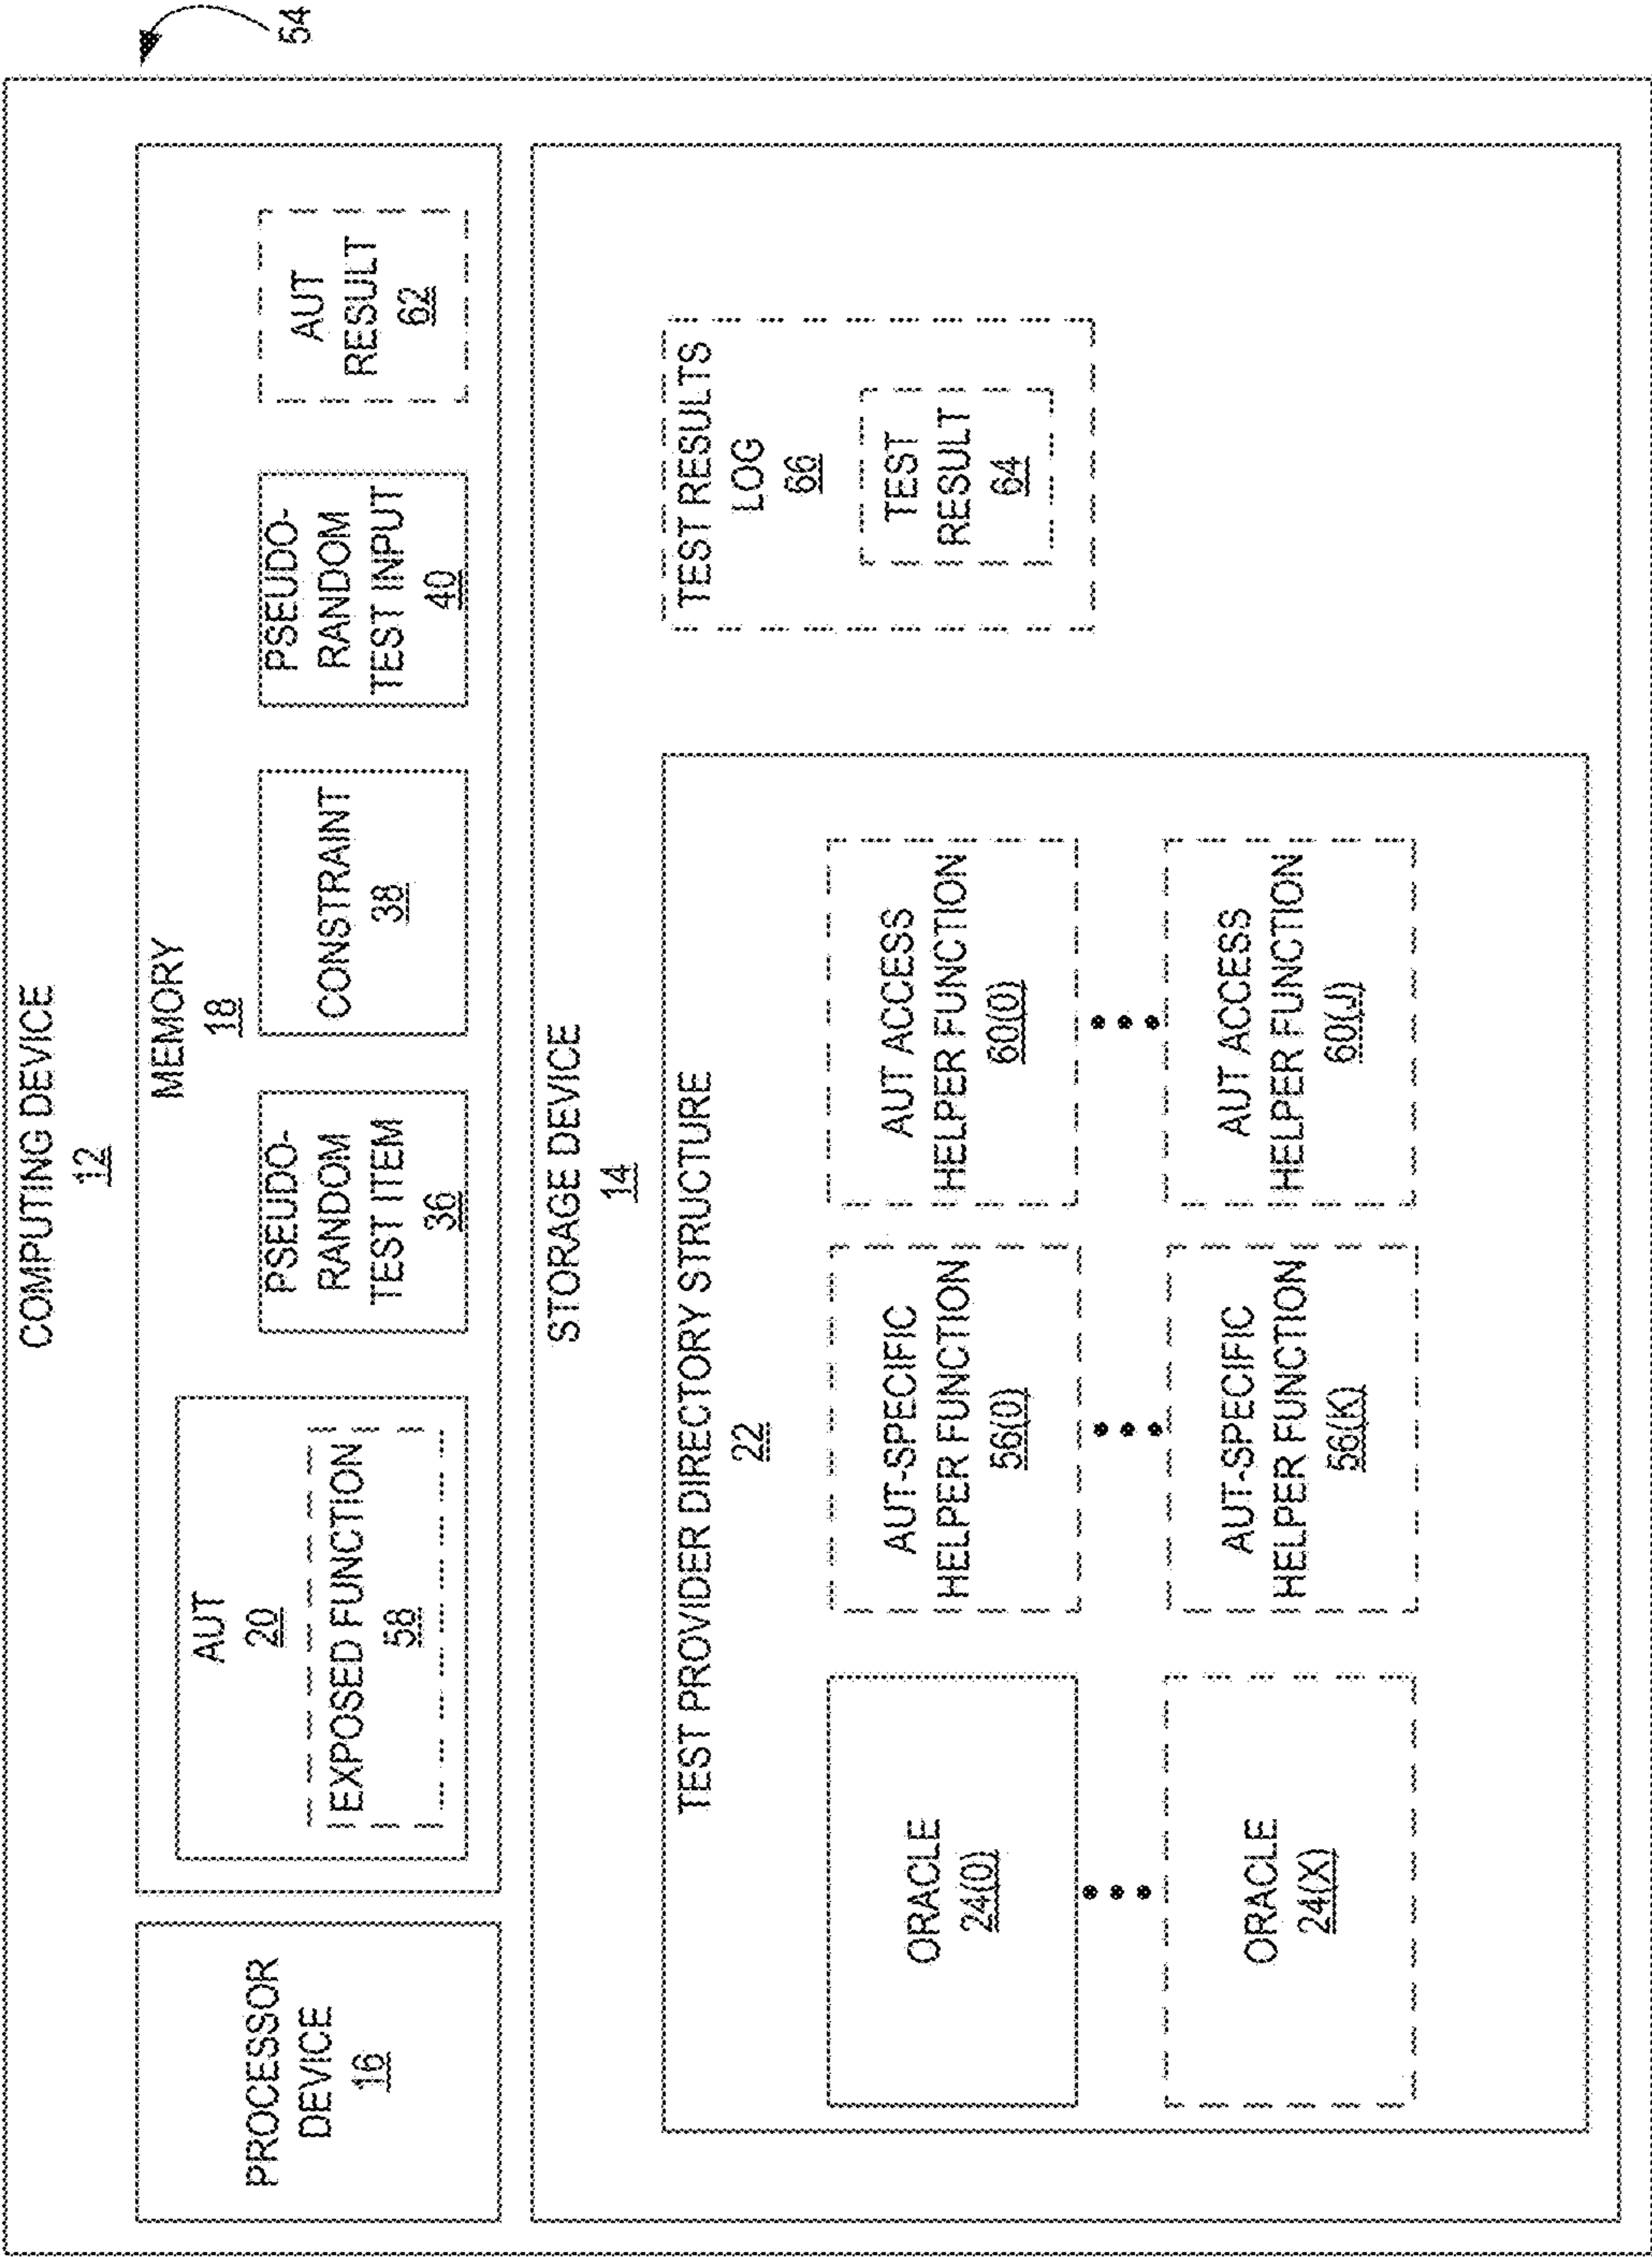 54
COMPUTING DEVICE
12
PROCESSOR
DEVICE
16
MEMORY
18
AUT
20
EXPOSED FUNCTION
58
PSEUDO-
RANDOM
TEST ITEM
36
CONSTRAINT
38
PSEUDO-
RANDOM
TEST INPUT
40
AUT
RESULT
62
STORAGE DEVICE
14
TEST PROVIDER DIRECTORY STRUCTURE
22
ORACLE
24(0)
AUT-SPECIFIC
HELPER FUNCTION
56(0)
AUT ACCESS
HELPER FUNCTION
60(0)
ORACLE
24(X)
AUT-SPECIFIC
HELPER FUNCTION
56(K)
AUT ACCESS
HELPER FUNCTION
60(J)
TEST RESULTS
LOG
66
TEST
RESULT
64